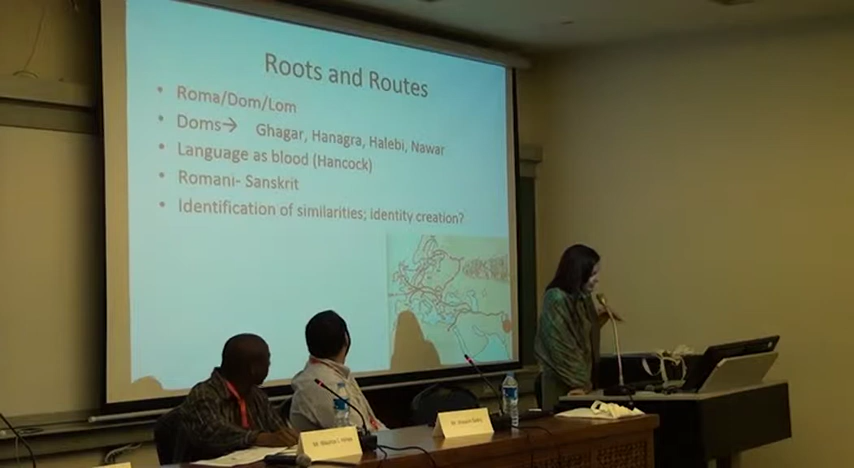 Roots and Routes
• Roma/Dom/Lom
• Doms→ Ghagar, Hanagra, Halebi, Nawar
• Language as blood (Hancock)
• Romani- Sanskrit
• Identification of similarities; identity creation?